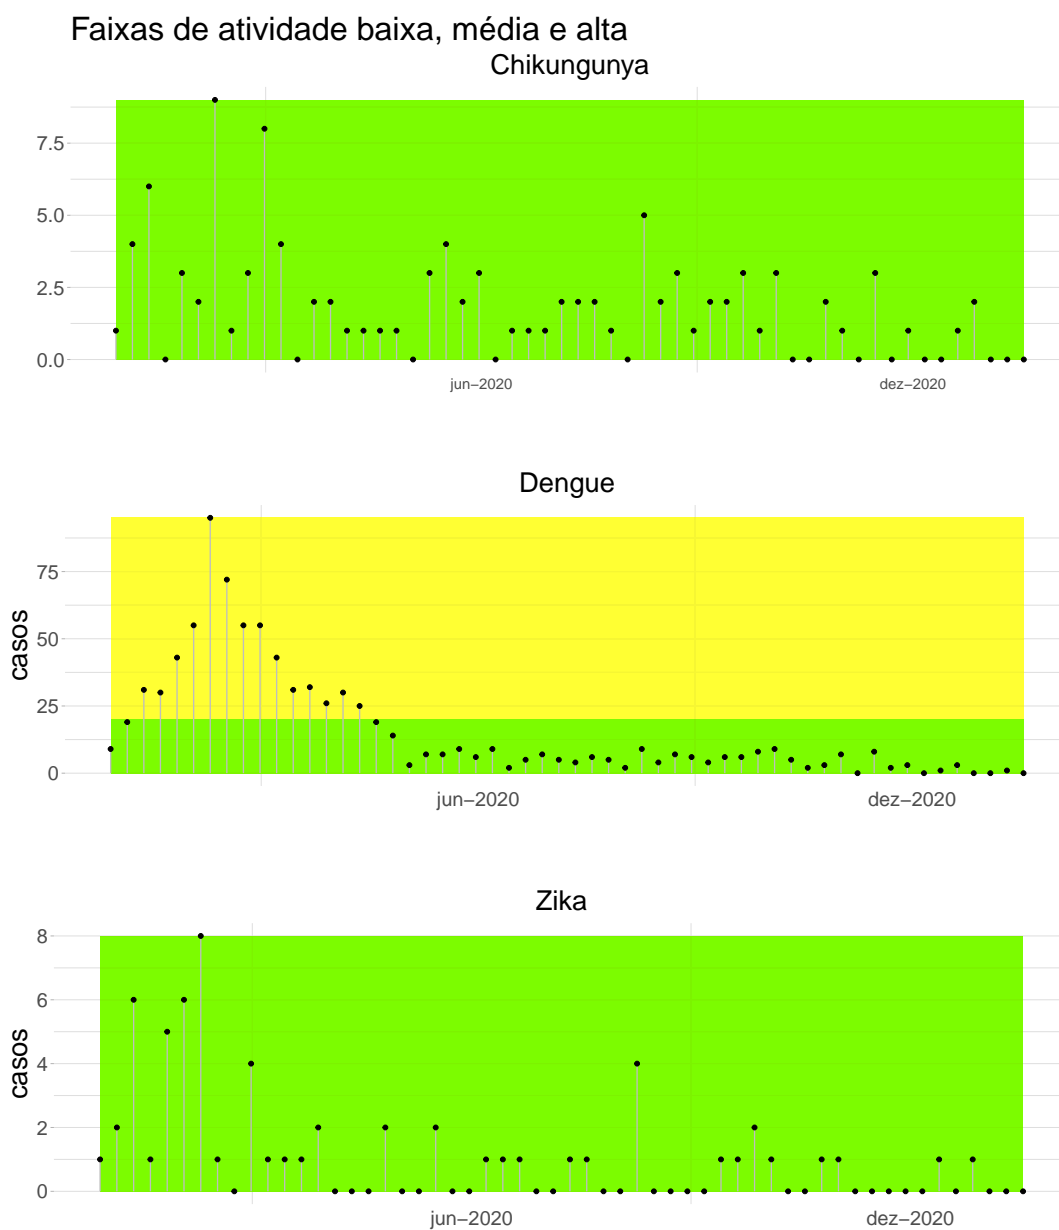 Faixas de atividade baixa, média e alta
Chikungunya
7.5
5.0
2.5
0.0
jun−2020
dez−2020
Dengue
casos
75
50
25
0
jun−2020
dez−2020
Zika
casos
8
6
4
2
0
jun−2020
dez−2020